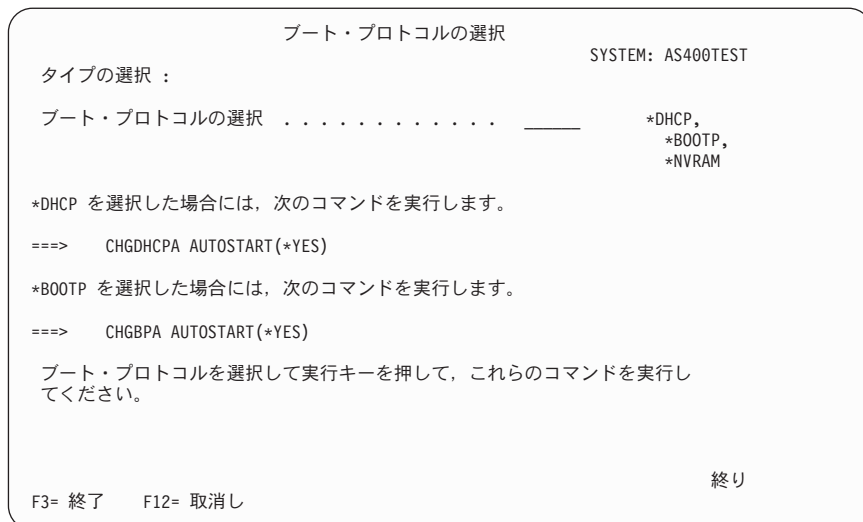 ブート・プロトコルの選択
SYSTEM: AS400TEST
タイプの選択 :
ブート・プロトコルの選択 . . . . . . . . . . . . ______ *DHCP,
*BOOTP,
*NVRAM
*DHCP を選択した場合には, 次のコマンドを実行します。
===> CHGDHCPA AUTOSTART(*YES)
*BOOTP を選択した場合には, 次のコマンドを実行します。
===> CHGBPA AUTOSTART(*YES)
ブート・プロトコルを選択して実行キーを押して, これらのコマンドを実行し
てください。
終り
F3= 終了 F12= 取消し